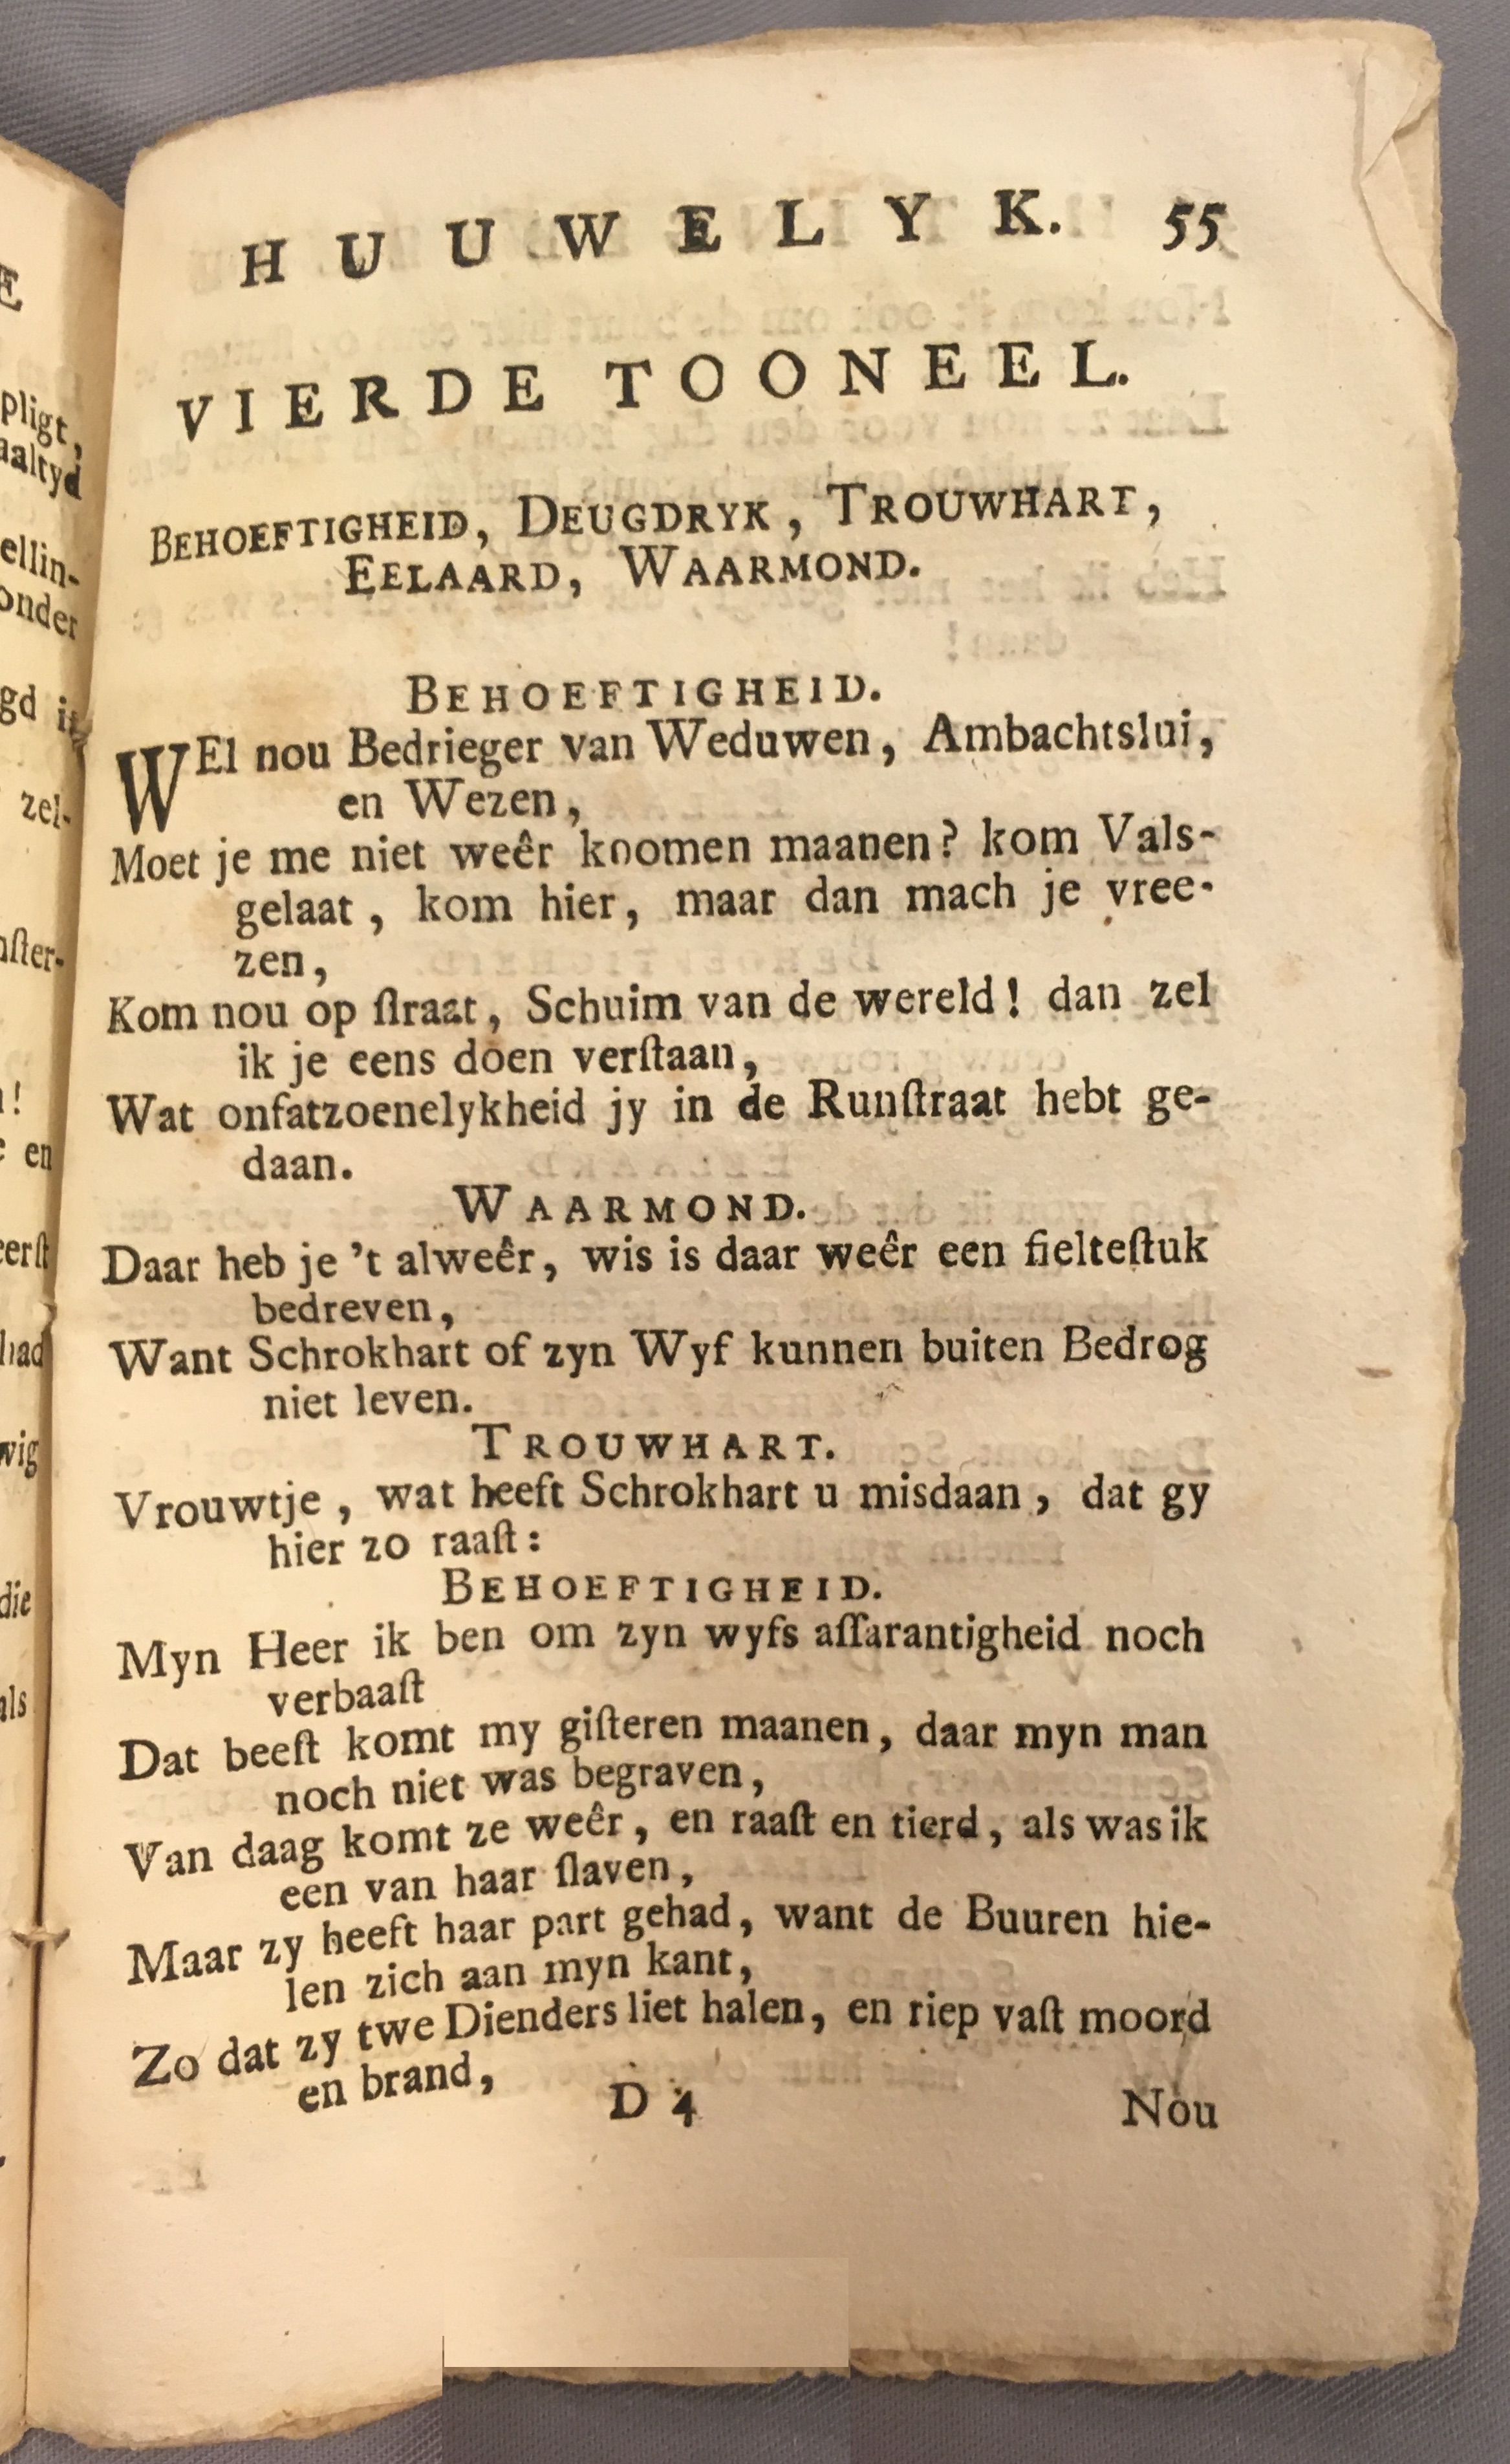 HUUWELYK. 55
VIERDE TOONEEL.
BEHOEFTIGHEID, DEUGDRYK, TROUWHART,
EELAARD, WAARMOND.
BEHOEFTIGHEID.
WEl nou Bedrieger van Weduwen, Ambachtslui,
en Wezen,
Moet je me niet weêr koomen maanen? kom Vals-
gelaat, kom hier, maar dan mach je vree-
zen,
Kom nou op ſtraat, Schuim van de wereld! dan zel
ik je eens doen verſtaan,
Wat onfatzoenelykheid jy in de Runſtraat hebt ge-
daan.
WAARMOND.
Daar heb je 't alweêr, wis is daar weêr een fielteſtuk
bedreven,
Want Schrokhart of zyn Wyf kunnen buiten Bedrog
niet leven.
TROUWHART.
Vrouwtje, wat heeft Schrokhart u misdaan, dat gy
hier zo raaſt:
BEHOEFTIGHEID.
Myn Heer ik ben om zyn wyfs aſſarantigheid noch
verbaaſt
Dat beeſt komt my giſteren maanen, daar myn man
noch niet was begraven,
Van daag komt ze weêr, en raaſt en tierd, als was ik
een van haar ſlaven,
Maar zy heeft haar part gehad, want de Buuren hie-
len zich aan myn kant,
Zo dat zy twe Dienders liet halen, en riep vaſt moord
en brand,
D 4 Nou